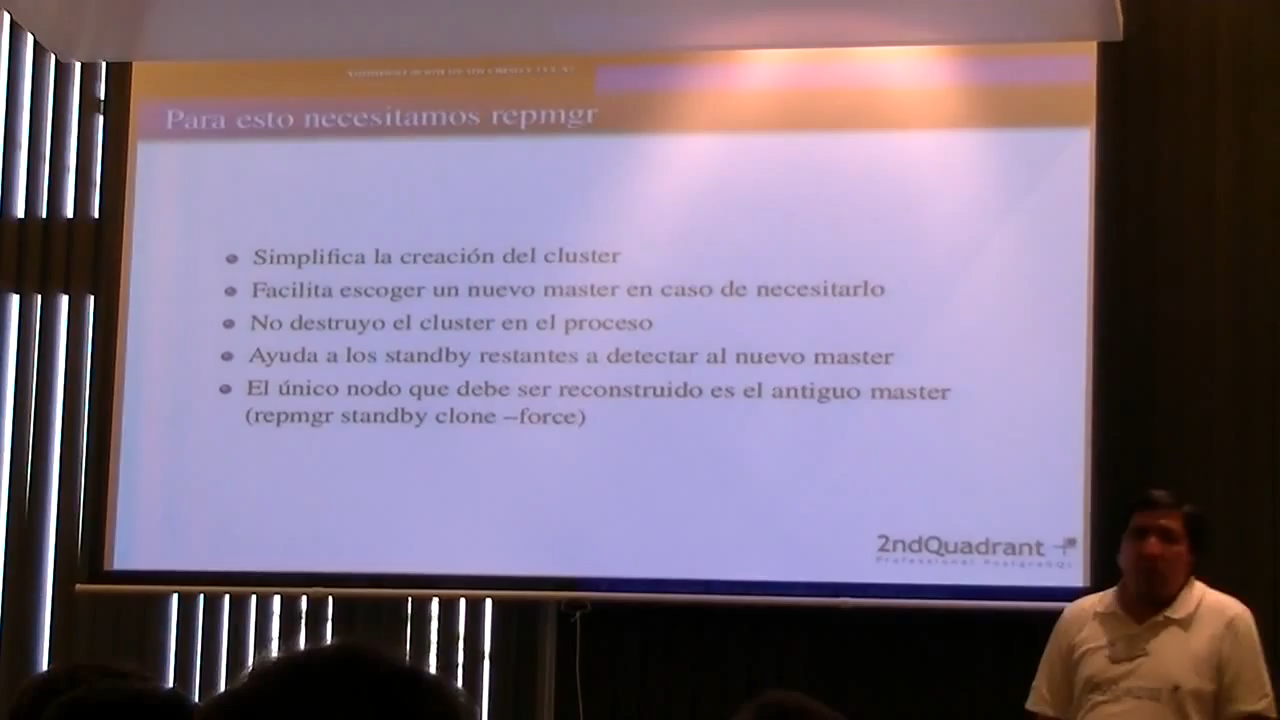 Para esto necesitamos repmgr
Simplifica la creación del cluster
Facilita escoger un nuevo master en caso de necesitarlo
No destruyo el cluster en el proceso
Ayuda a los standby restantes a detectar al nuevo master
El único nodo que debe ser reconstruido es el antiguo master
(repmgr standby clone –force)
2ndQuadrant
Professional PostgreSQL